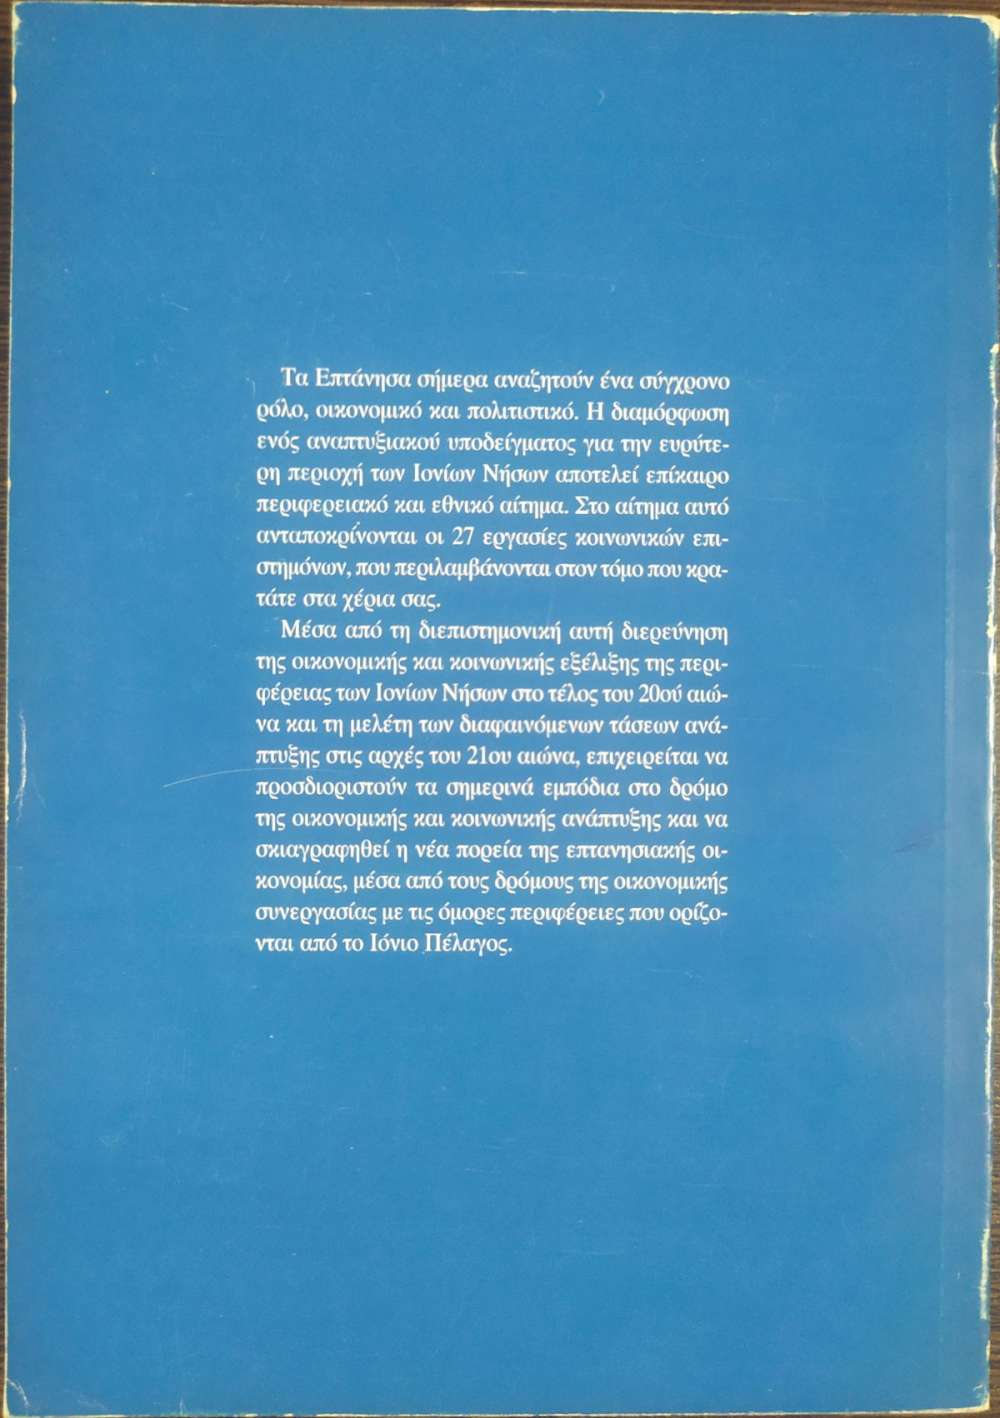 Τα Επτάνησα σήμερα αναζητούν ένα σύγχρονο
ρόλο, οικονομικό και πολιτιστικό. Η διαμόρφωση
ενός αναπτυξιακού υποδείγματος για την ευρύτε-
ρη περιοχή των Ιονίων Νήσων αποτελεί επίκαιρο
περιφερειακό και εθνικό αίτημα. Στο αίτημα αυτό
ανταποκρίνονται οι 27 εργασίες κοινωνικών επι-
στημόνων, που περιλαμβάνονται στον τόμο που κρα-
τάτε στα χέρια σας.
Μέσα από τη διεπιστημονική αυτή διερεύνηση
της οικονομικής και κοινωνικής εξέλιξης της περι-
φέρειας των Ιονίων Νήσων στο τέλος του 20ού αιώ-
να και τη μελέτη των διαφαινόμενων τάσεων ανά-
πτυξης στις αρχές του 21ου αιώνα, επιχειρείται να
προσδιοριστούν τα σημερινά εμπόδια στο δρόμο
της οικονομικής και κοινωνικής ανάπτυξης και να
σκιαγραφηθεί η νέα πορεία της επτανησιακής οι-
κονομίας, μέσα από τους δρόμους της οικονομικής
συνεργασίας με τις όμορες περιφέρειες που ορίζο-
νται από το Ιόνιο Πέλαγος.